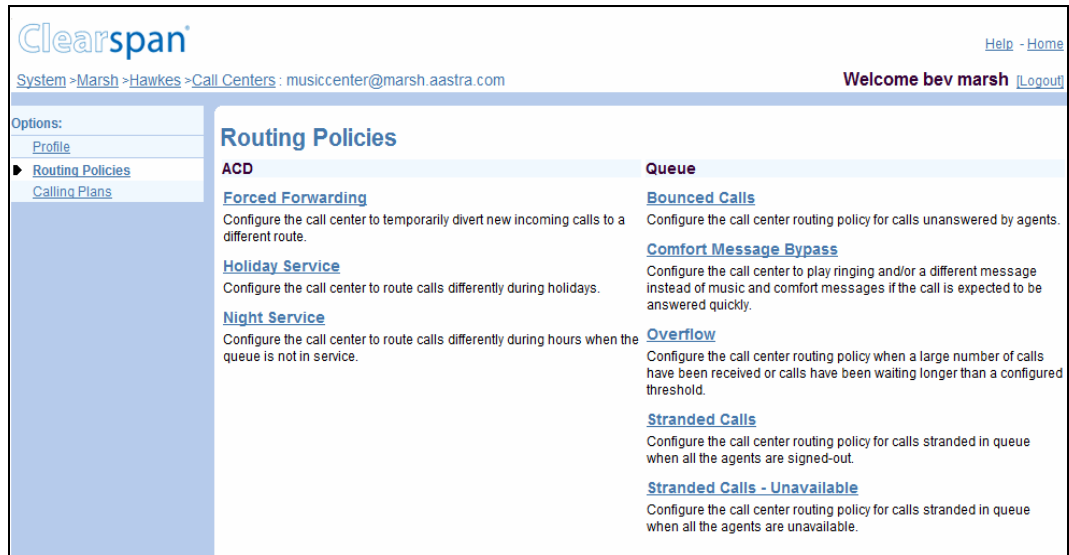 Clearspan®
Help - Home
System >Marsh >Hawkes >Call Centers : musiccenter@marsh.aastra.com
Welcome bev marsh [Logout]
Options:
Profile
Routing Policies
Calling Plans
Routing Policies
ACD
Forced Forwarding
Configure the call center to temporarily divert new incoming calls to a
different route.
Holiday Service
Configure the call center to route calls differently during holidays.
Night Service
Configure the call center to route calls differently during hours when the
queue is not in service.
Queue
Bounced Calls
Configure the call center routing policy for calls unanswered by agents.
Comfort Message Bypass
Configure the call center to play ringing and/or a different message
instead of music and comfort messages if the call is expected to be
answered quickly.
Overflow
Configure the call center routing policy when a large number of calls
have been received or calls have been waiting longer than a configured
threshold.
Stranded Calls
Configure the call center routing policy for calls stranded in queue
when all the agents are signed-out.
Stranded Calls - Unavailable
Configure the call center routing policy for calls stranded in queue
when all the agents are unavailable.